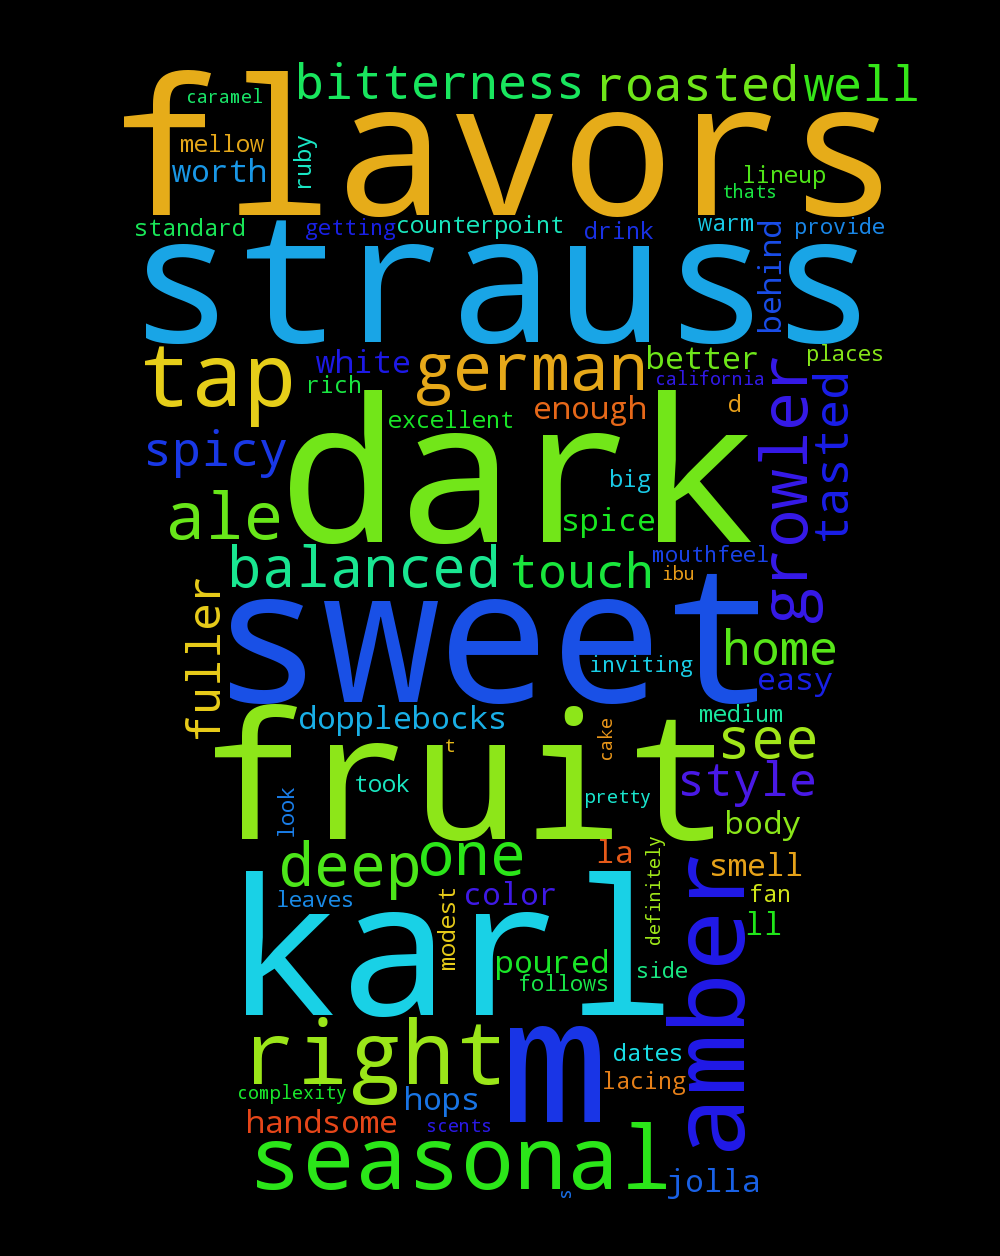 bitterness roasted well
caramel
flavors
mellow
worth
ruby
lineup
thats
standard getting counterpoint drink warm provide
strauss
behind
tap white german better places
rich california
tasted
growler
excellent enough d
dark
spicy
big
ale spice
balanced touch mouthfeel
ibu
fuller
sweet
home
inviting
easy
dopplebocks medium
fruit
t
cake
see
took
style
pretty
look
body
deep one la
definitely
smell
leaves
modest
color
fan
ll
karl
poured
side
follows
amber
right m
dates
lacing
complexity hops
handsome scents
seasonal
jolla
s